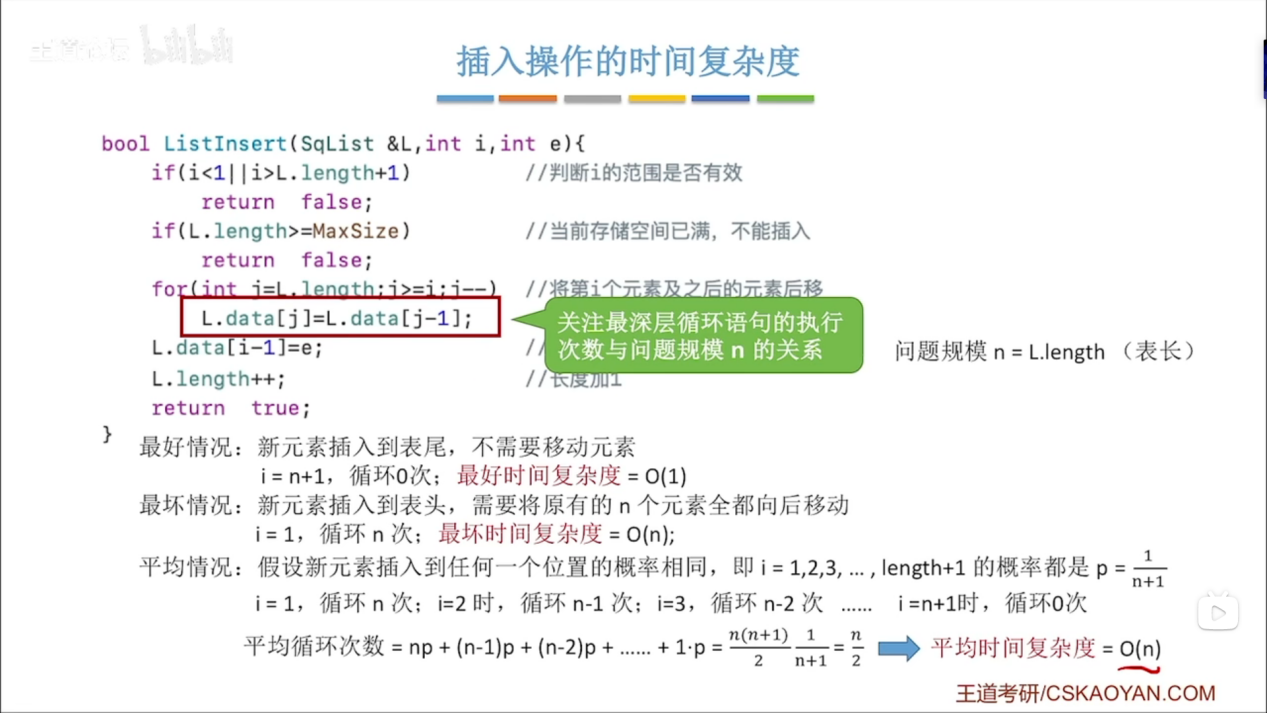 王道论坛 bilibili
插入操作的时间复杂度
bool ListInsert(SqList &L,int i,int e){
if(i<1||i>L.length+1) //判断i的范围是否有效
return false;
if(L.length>=MaxSize) //当前存储空间已满，不能插入
return false;
for(int j=L.length;j>=i;j--) //将第i个元素及之后的元素后移
L.data[j]=L.data[j-1];
关注最深层循环语句的执行
次数与问题规模 n 的关系
L.data[i-1]=e; //
问题规模 n = L.length （表长）
L.length++; //长度加1
return true;
}
最好情况：新元素插入到表尾，不需要移动元素
i = n+1，循环0次；最好时间复杂度 = O(1)
最坏情况：新元素插入到表头，需要将原有的 n 个元素全都向后移动
i = 1，循环 n 次；最坏时间复杂度 = O(n);
平均情况：假设新元素插入到任何一个位置的概率相同，即 i = 1,2,3, … , length+1 的概率都是 p = 1/(n+1)
i = 1，循环 n 次；i=2 时，循环 n-1 次；i=3，循环 n-2 次 …… i =n+1时，循环0次
平均循环次数 = np + (n-1)p + (n-2)p + …… + 1·p = n(n+1)/2 1/(n+1) = n/2 平均时间复杂度 = O(n)
王道考研/CSKAOYAN.COM